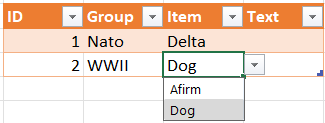 ID Group Item Text
1 Nato Delta
2 WWII Dog
Afirm
Dog